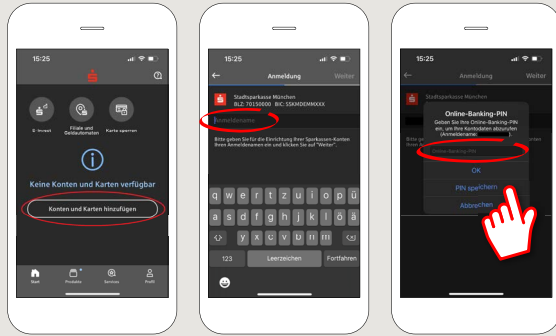 15:25
S-Invest
Filiale und
Geldautomaten
Karte sperren
Keine Konten und Karten verfügbar
Konten und Karten hinzufügen
Start
Produkte
Services
Profil
15:25
Anmeldung
Weiter
Stadtsparkasse München
BLZ: 70150000 BIC: SSKMDEMMXXX
Anmeldename
Bitte geben Sie für die Einrichtung Ihrer Sparkassen-Konten
Ihren Anmeldenamen ein und klicken Sie auf "Weiter".
q w e r t z u i o p ü
a s d f g h j k l ö ä
y x c v b n m
123
Leerzeichen
Fortfahren
15:25
Anmeldung
Weiter
Stadtsparkasse München
Online-Banking-PIN
Geben Sie Ihre Online-Banking-PIN
ein, um Ihre Kontodaten abzurufen
(Anmeldename:
Online-Banking-PIN
OK
PIN speichern
Abbrechen